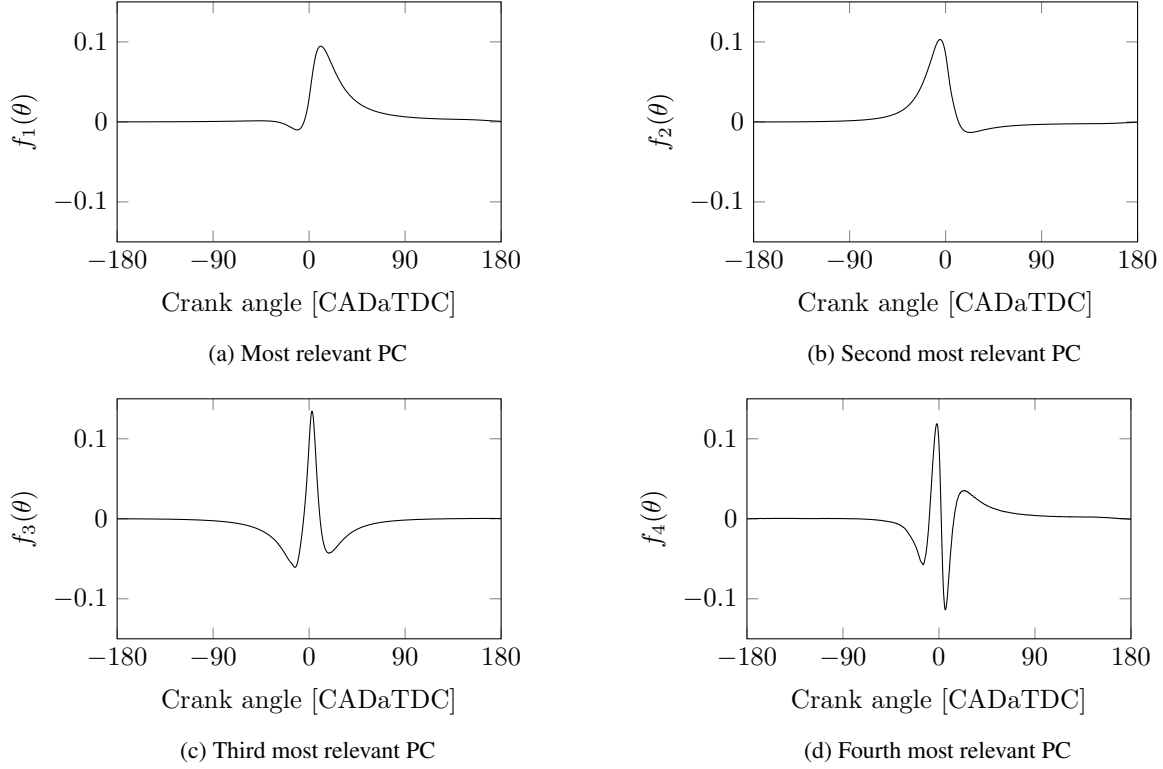 0.1
0
−0.1
f₁(θ)
−180 −90 0 90 180
Crank angle [CADaTDC]
(a) Most relevant PC
0.1
0
−0.1
f₂(θ)
−180 −90 0 90 180
Crank angle [CADaTDC]
(b) Second most relevant PC
0.1
0
−0.1
f₃(θ)
−180 −90 0 90 180
Crank angle [CADaTDC]
(c) Third most relevant PC
0.1
0
−0.1
f₄(θ)
−180 −90 0 90 180
Crank angle [CADaTDC]
(d) Fourth most relevant PC